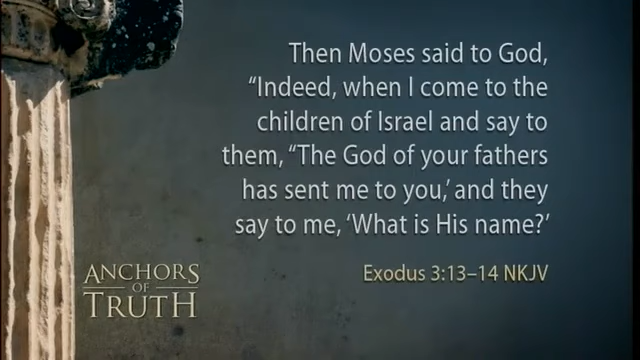 Then Moses said to God,
“Indeed, when I come to the
children of Israel and say to
them, “The God of your fathers
has sent me to you,’ and they
say to me, ‘What is His name?’
Exodus 3:13–14 NKJV
ANCHORS
OF
TRUTH